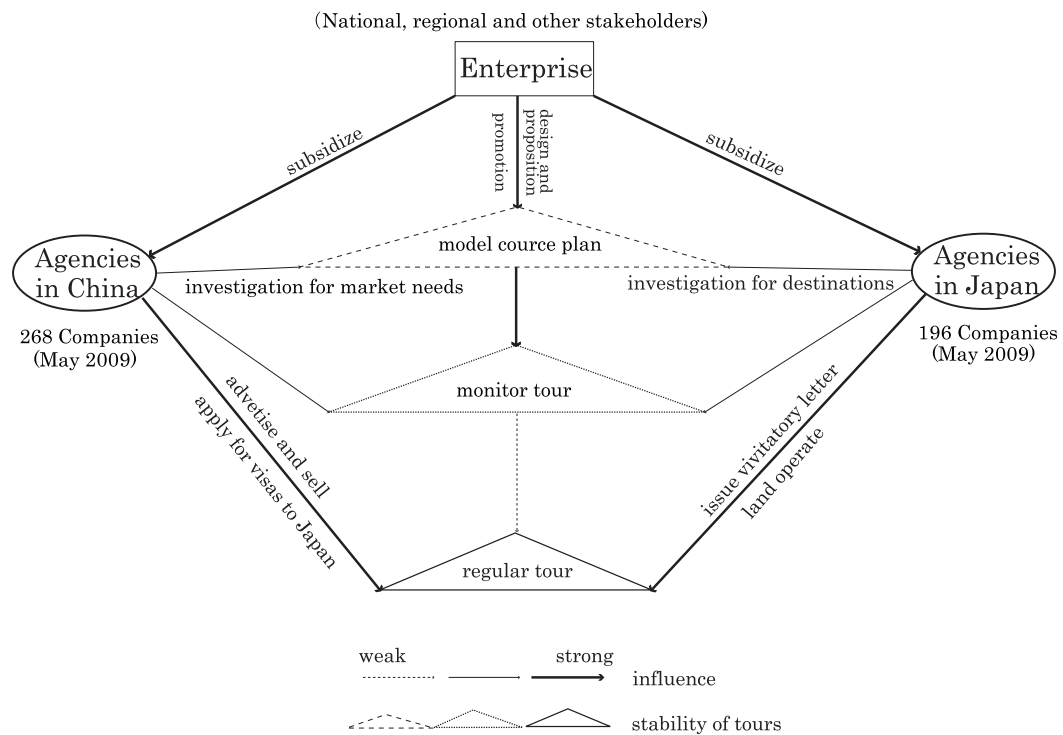 (National, regional and other stakeholders)
Enterprise
subsidize
promotion
design and
proposition
subsidize
model cource plan
Agencies
in China
Agencies
in Japan
investigation for market needs
investigation for destinations
268 Companies
(May 2009)
196 Companies
(May 2009)
monitor tour
advetise and sell
apply for visas to Japan
issue vivitatory letter
land operate
regular tour
weak
strong
influence
stability of tours